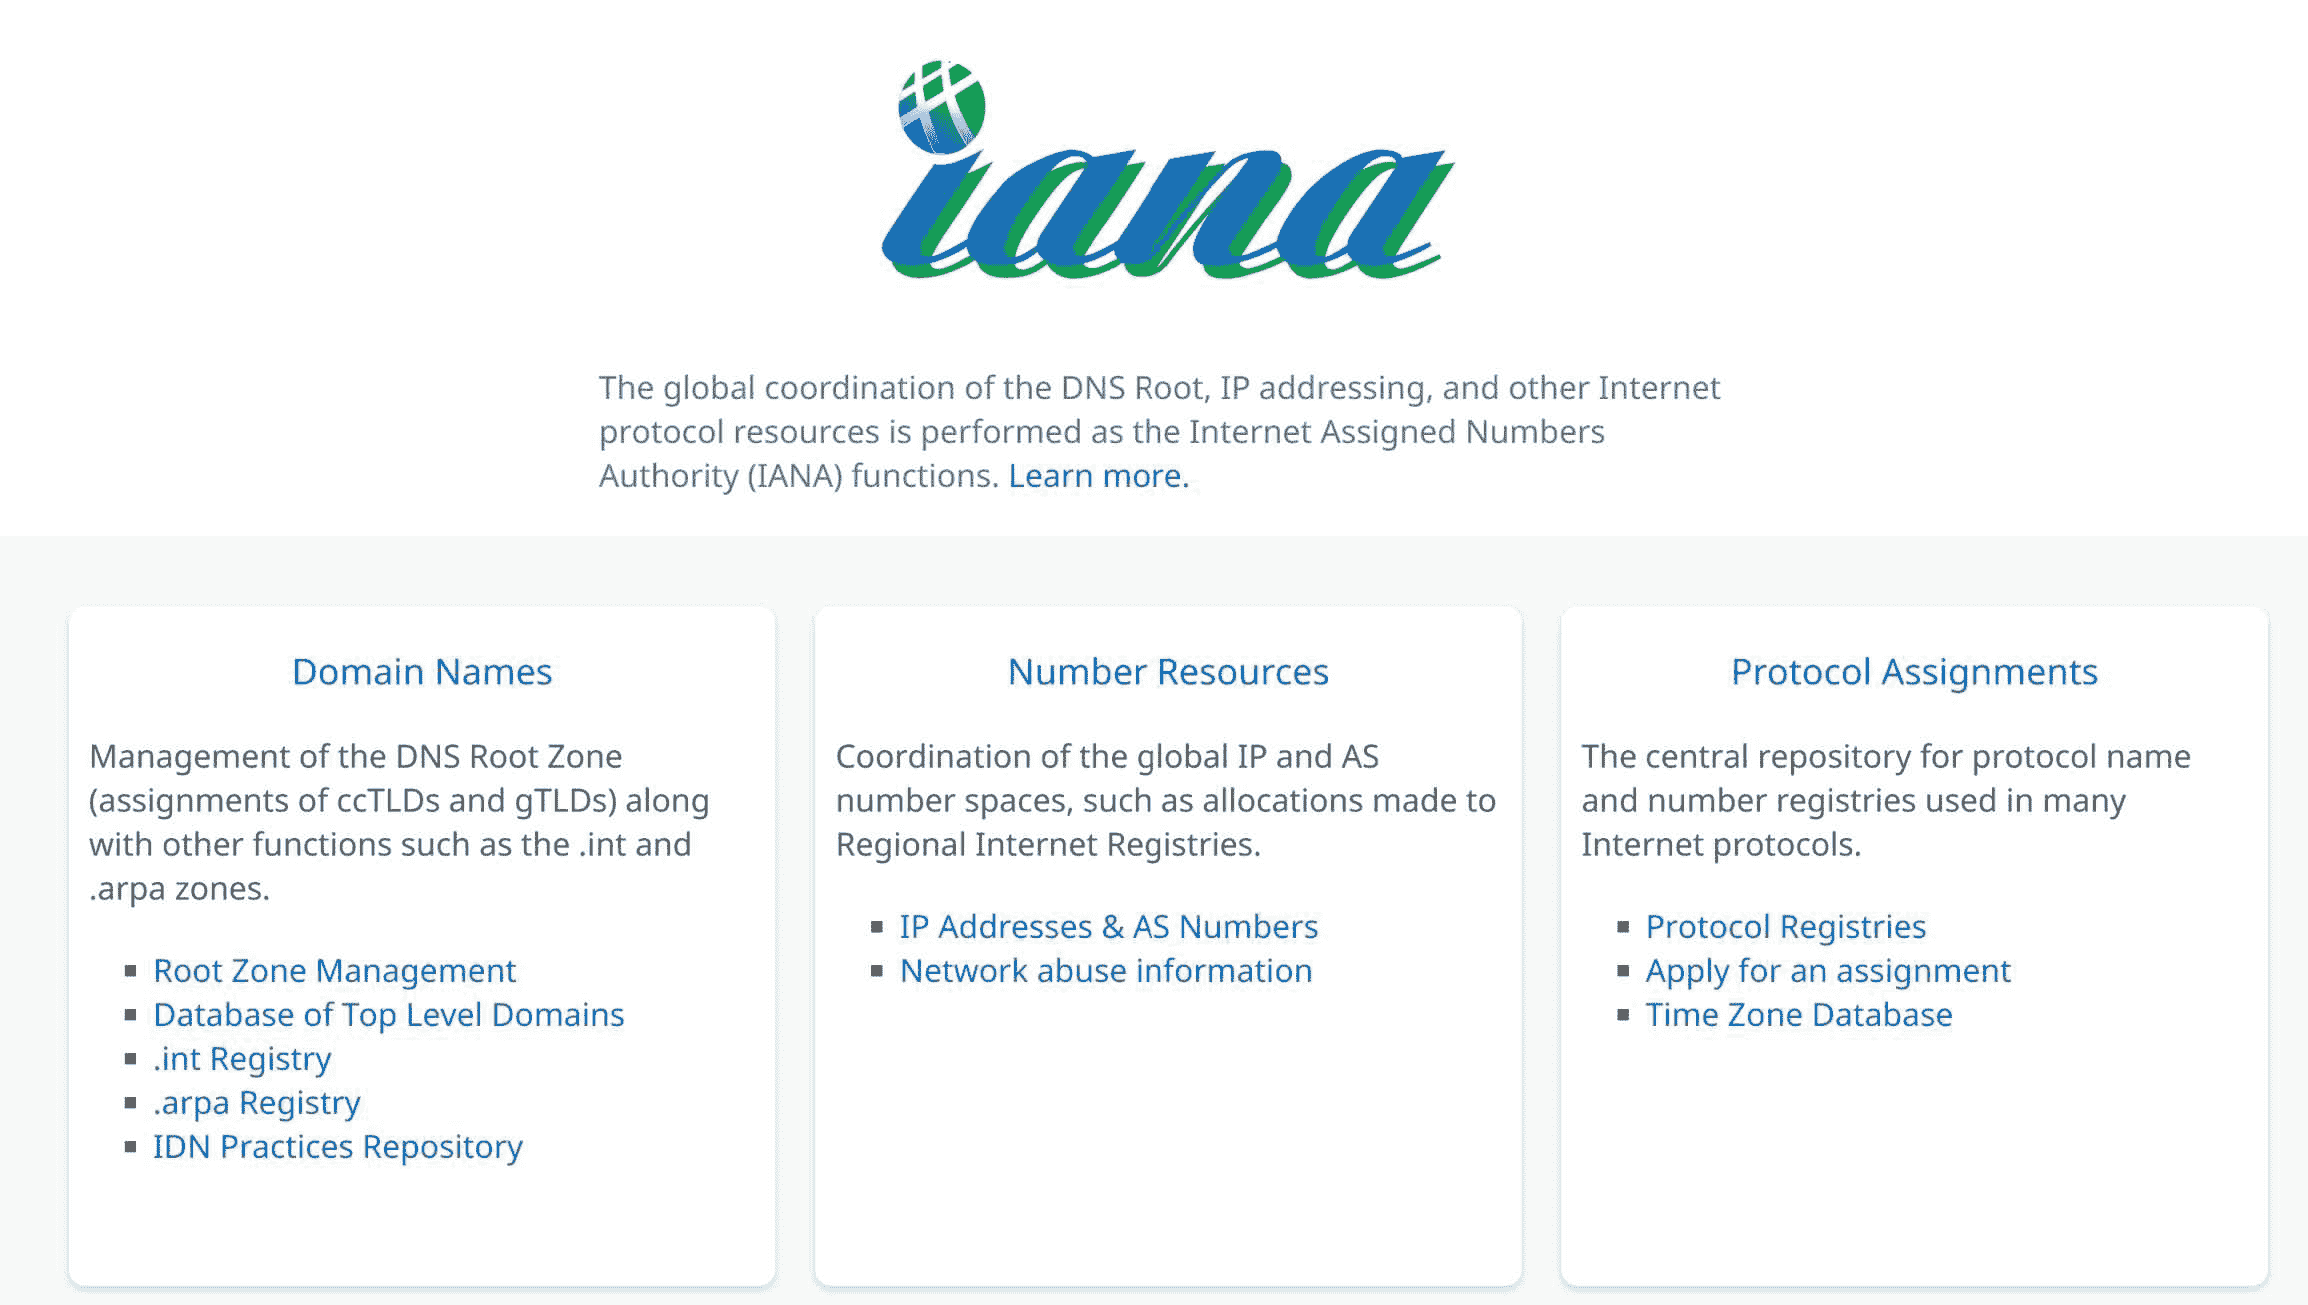 iana
The global coordination of the DNS Root, IP addressing, and other Internet
protocol resources is performed as the Internet Assigned Numbers
Authority (IANA) functions. Learn more.
Domain Names
Management of the DNS Root Zone
(assignments of ccTLDs and gTLDs) along
with other functions such as the .int and
.arpa zones.
Root Zone Management
Database of Top Level Domains
.int Registry
.arpa Registry
IDN Practices Repository
Number Resources
Coordination of the global IP and AS
number spaces, such as allocations made to
Regional Internet Registries.
IP Addresses & AS Numbers
Network abuse information
Protocol Assignments
The central repository for protocol name
and number registries used in many
Internet protocols.
Protocol Registries
Apply for an assignment
Time Zone Database